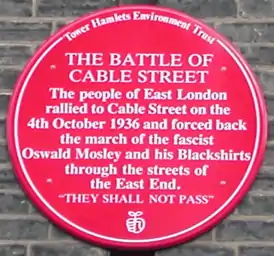 Tower Hamlets Environment Trust
THE BATTLE OF
CABLE STREET
The people of East London
rallied to Cable Street on the
4th October 1936 and forced back
the march of the fascist
Oswald Mosley and his Blackshirts
through the streets of
the East End.
"THEY SHALL NOT PASS"